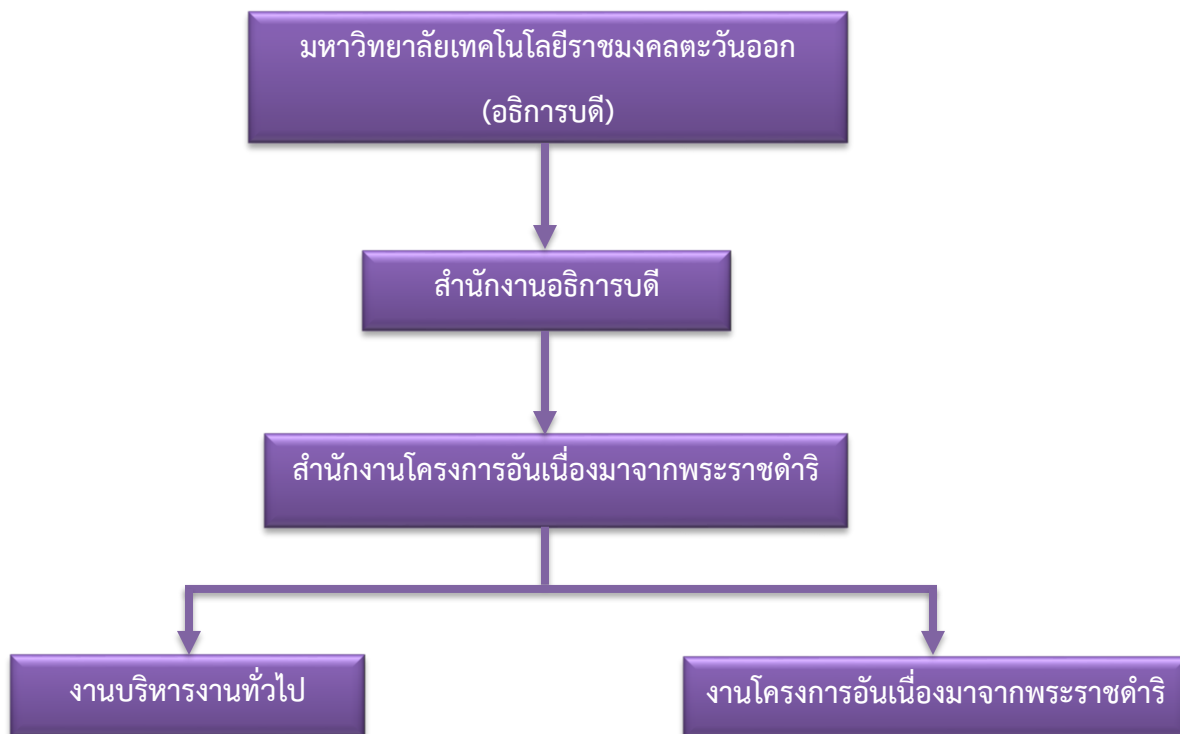 มหาวิทยาลัยเทคโนโลยีราชมงคลตะวันออก
(อธิการบดี)
สำนักงานอธิการบดี
สำนักงานโครงการอันเนื่องมาจากพระราชดำริ
งานบริหารงานทั่วไป
งานโครงการอันเนื่องมาจากพระราชดำริ